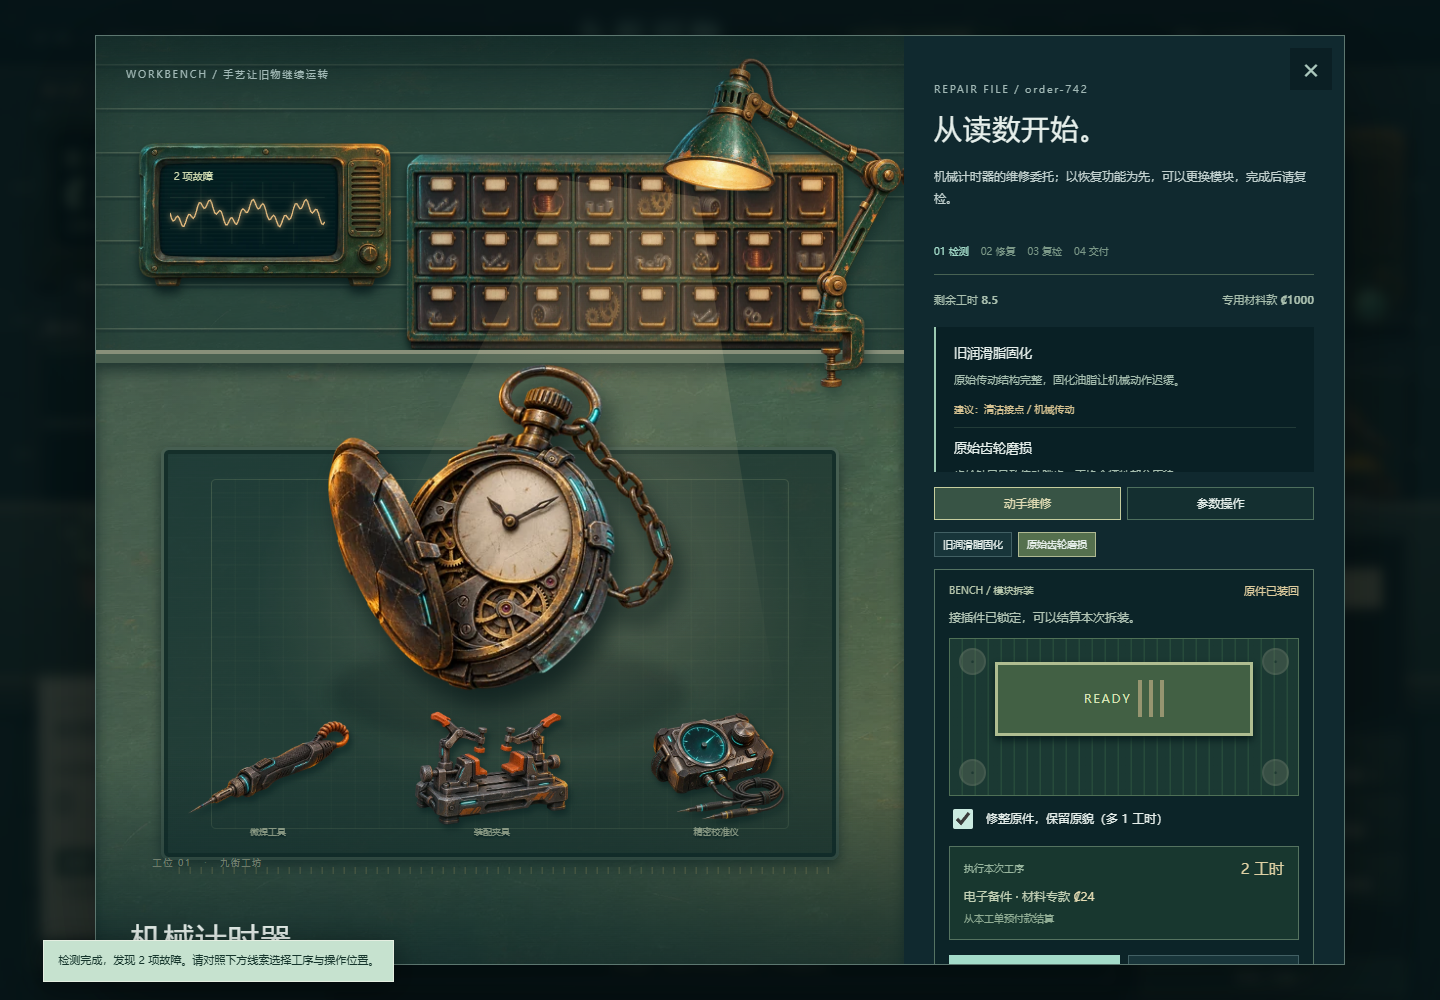 WORKBENCH / 手艺让旧物继续运转
2 项故障
微焊工具
装配夹具
精密校准仪
工位 01 · 九街工坊
机械计时器
检测完成，发现 2 项故障。请对照下方线索选择工序与操作位置。
×
REPAIR FILE / order-742
从读数开始。
机械计时器的维修委托；以恢复功能为先，可以更换模块，完成后请复
检。
01 检测 02 修复 03 复检 04 交付
剩余工时 8.5 专用材料款 ₡1000
旧润滑脂固化
原始传动结构完整，固化油脂让机械动作迟缓。
建议：清洁接点 / 机械传动
原始齿轮磨损
动手维修 参数操作
旧润滑脂固化 原始齿轮磨损
BENCH / 模块拆装 原件已装回
接插件已锁定，可以结算本次拆装。
READY
修整原件，保留原貌（多 1 工时）
执行本次工序 2 工时
电子备件 · 材料专款 ₡24
从本工单预付款结算